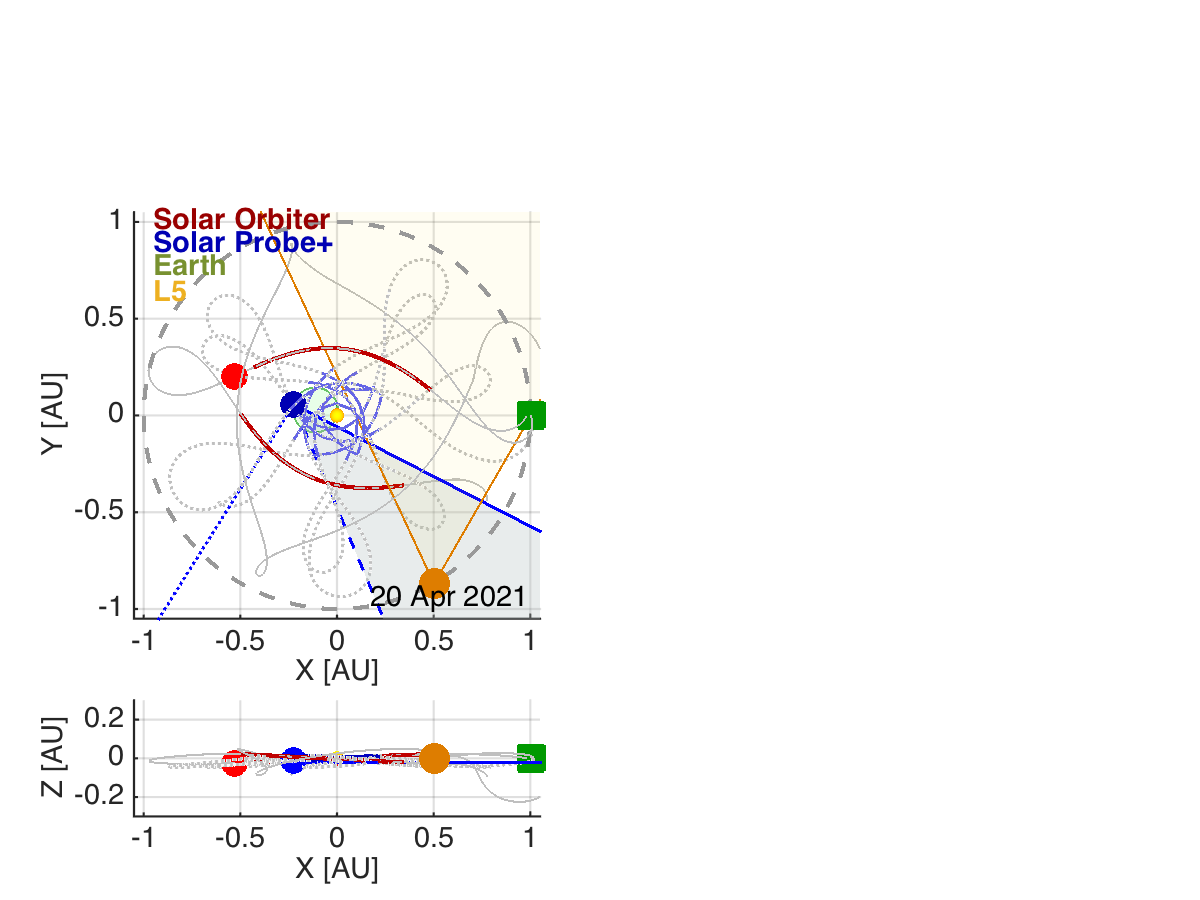 Solar Orbiter
Solar Probe+
Earth
L5
1
0.5
0
-0.5
-1
Y [AU]
20 Apr 2021
-1 -0.5 0 0.5 1
X [AU]
0.2
0
-0.2
Z [AU]
-1 -0.5 0 0.5 1
X [AU]